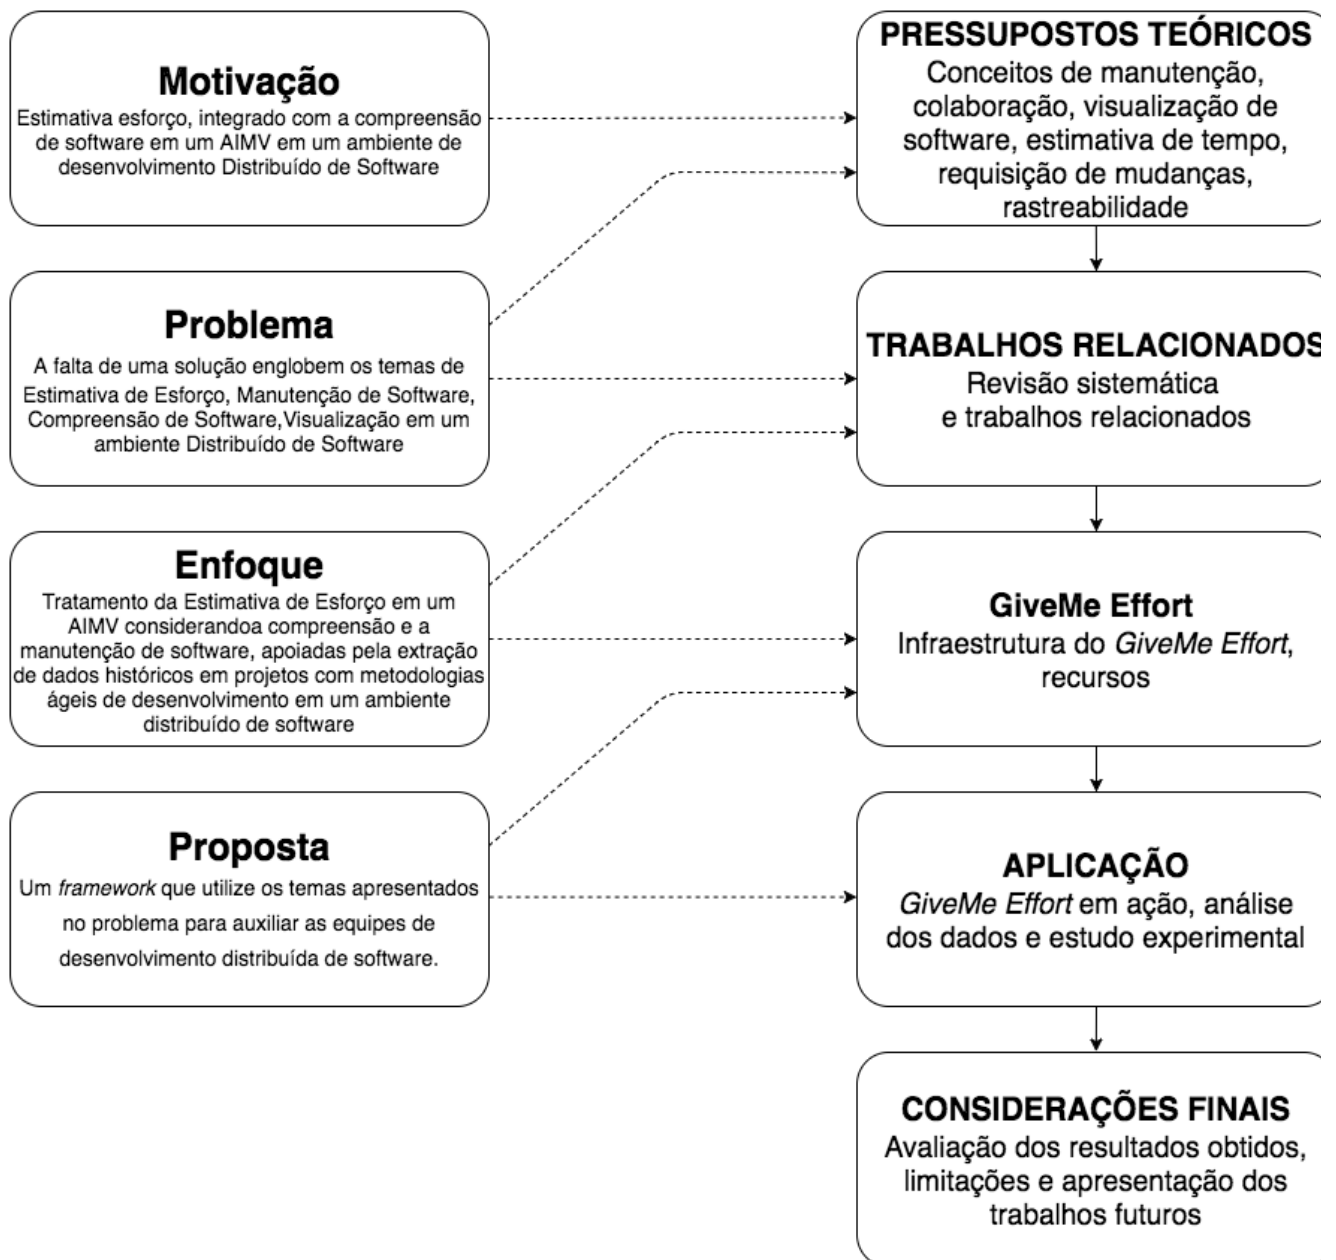 Motivação
Estimativa esforço, integrado com a compreensão
de software em um AIMV em um ambiente de
desenvolvimento Distribuído de Software
Problema
A falta de uma solução englobem os temas de
Estimativa de Esforço, Manutenção de Software,
Compreensão de Software,Visualização em um
ambiente Distribuído de Software
Enfoque
Tratamento da Estimativa de Esforço em um
AIMV considerandoa compreensão e a
manutenção de software, apoiadas pela extração
de dados históricos em projetos com metodologias
ágeis de desenvolvimento em um ambiente
distribuído de software
Proposta
Um framework que utilize os temas apresentados
no problema para auxiliar as equipes de
desenvolvimento distribuída de software.
PRESSUPOSTOS TEÓRICOS
Conceitos de manutenção,
colaboração, visualização de
software, estimativa de tempo,
requisição de mudanças,
rastreabilidade
TRABALHOS RELACIONADOS
Revisão sistemática
e trabalhos relacionados
GiveMe Effort
Infraestrutura do GiveMe Effort,
recursos
APLICAÇÃO
GiveMe Effort em ação, análise
dos dados e estudo experimental
CONSIDERAÇÕES FINAIS
Avaliação dos resultados obtidos,
limitações e apresentação dos
trabalhos futuros